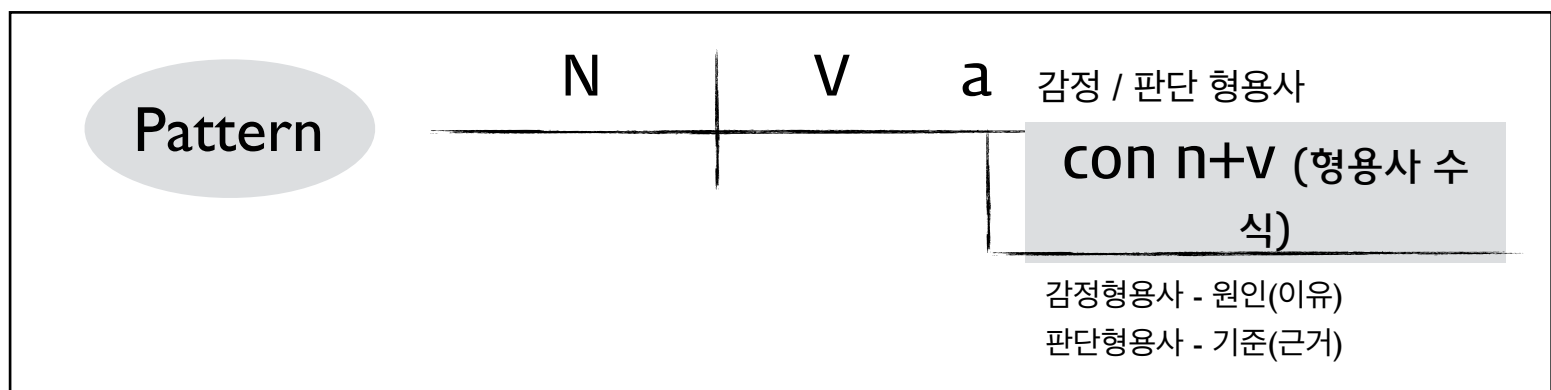 N V a 감정 / 판단 형용사
Pattern
con n+v (형용사 수
식)
감정형용사 - 원인(이유)
판단형용사 - 기준(근거)